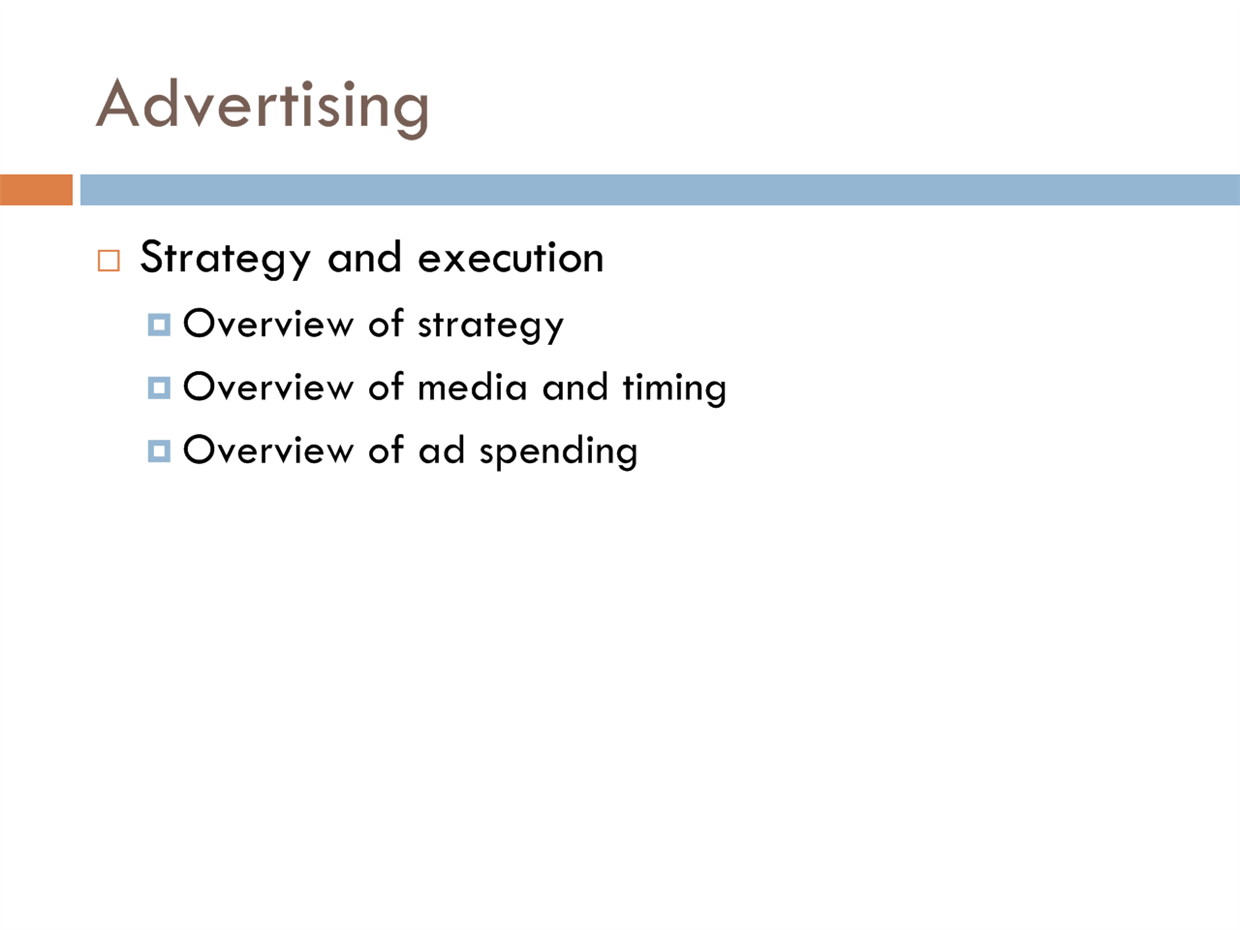 Advertising
Strategy and execution
Overview of strategy
Overview of media and timing
Overview of ad spending